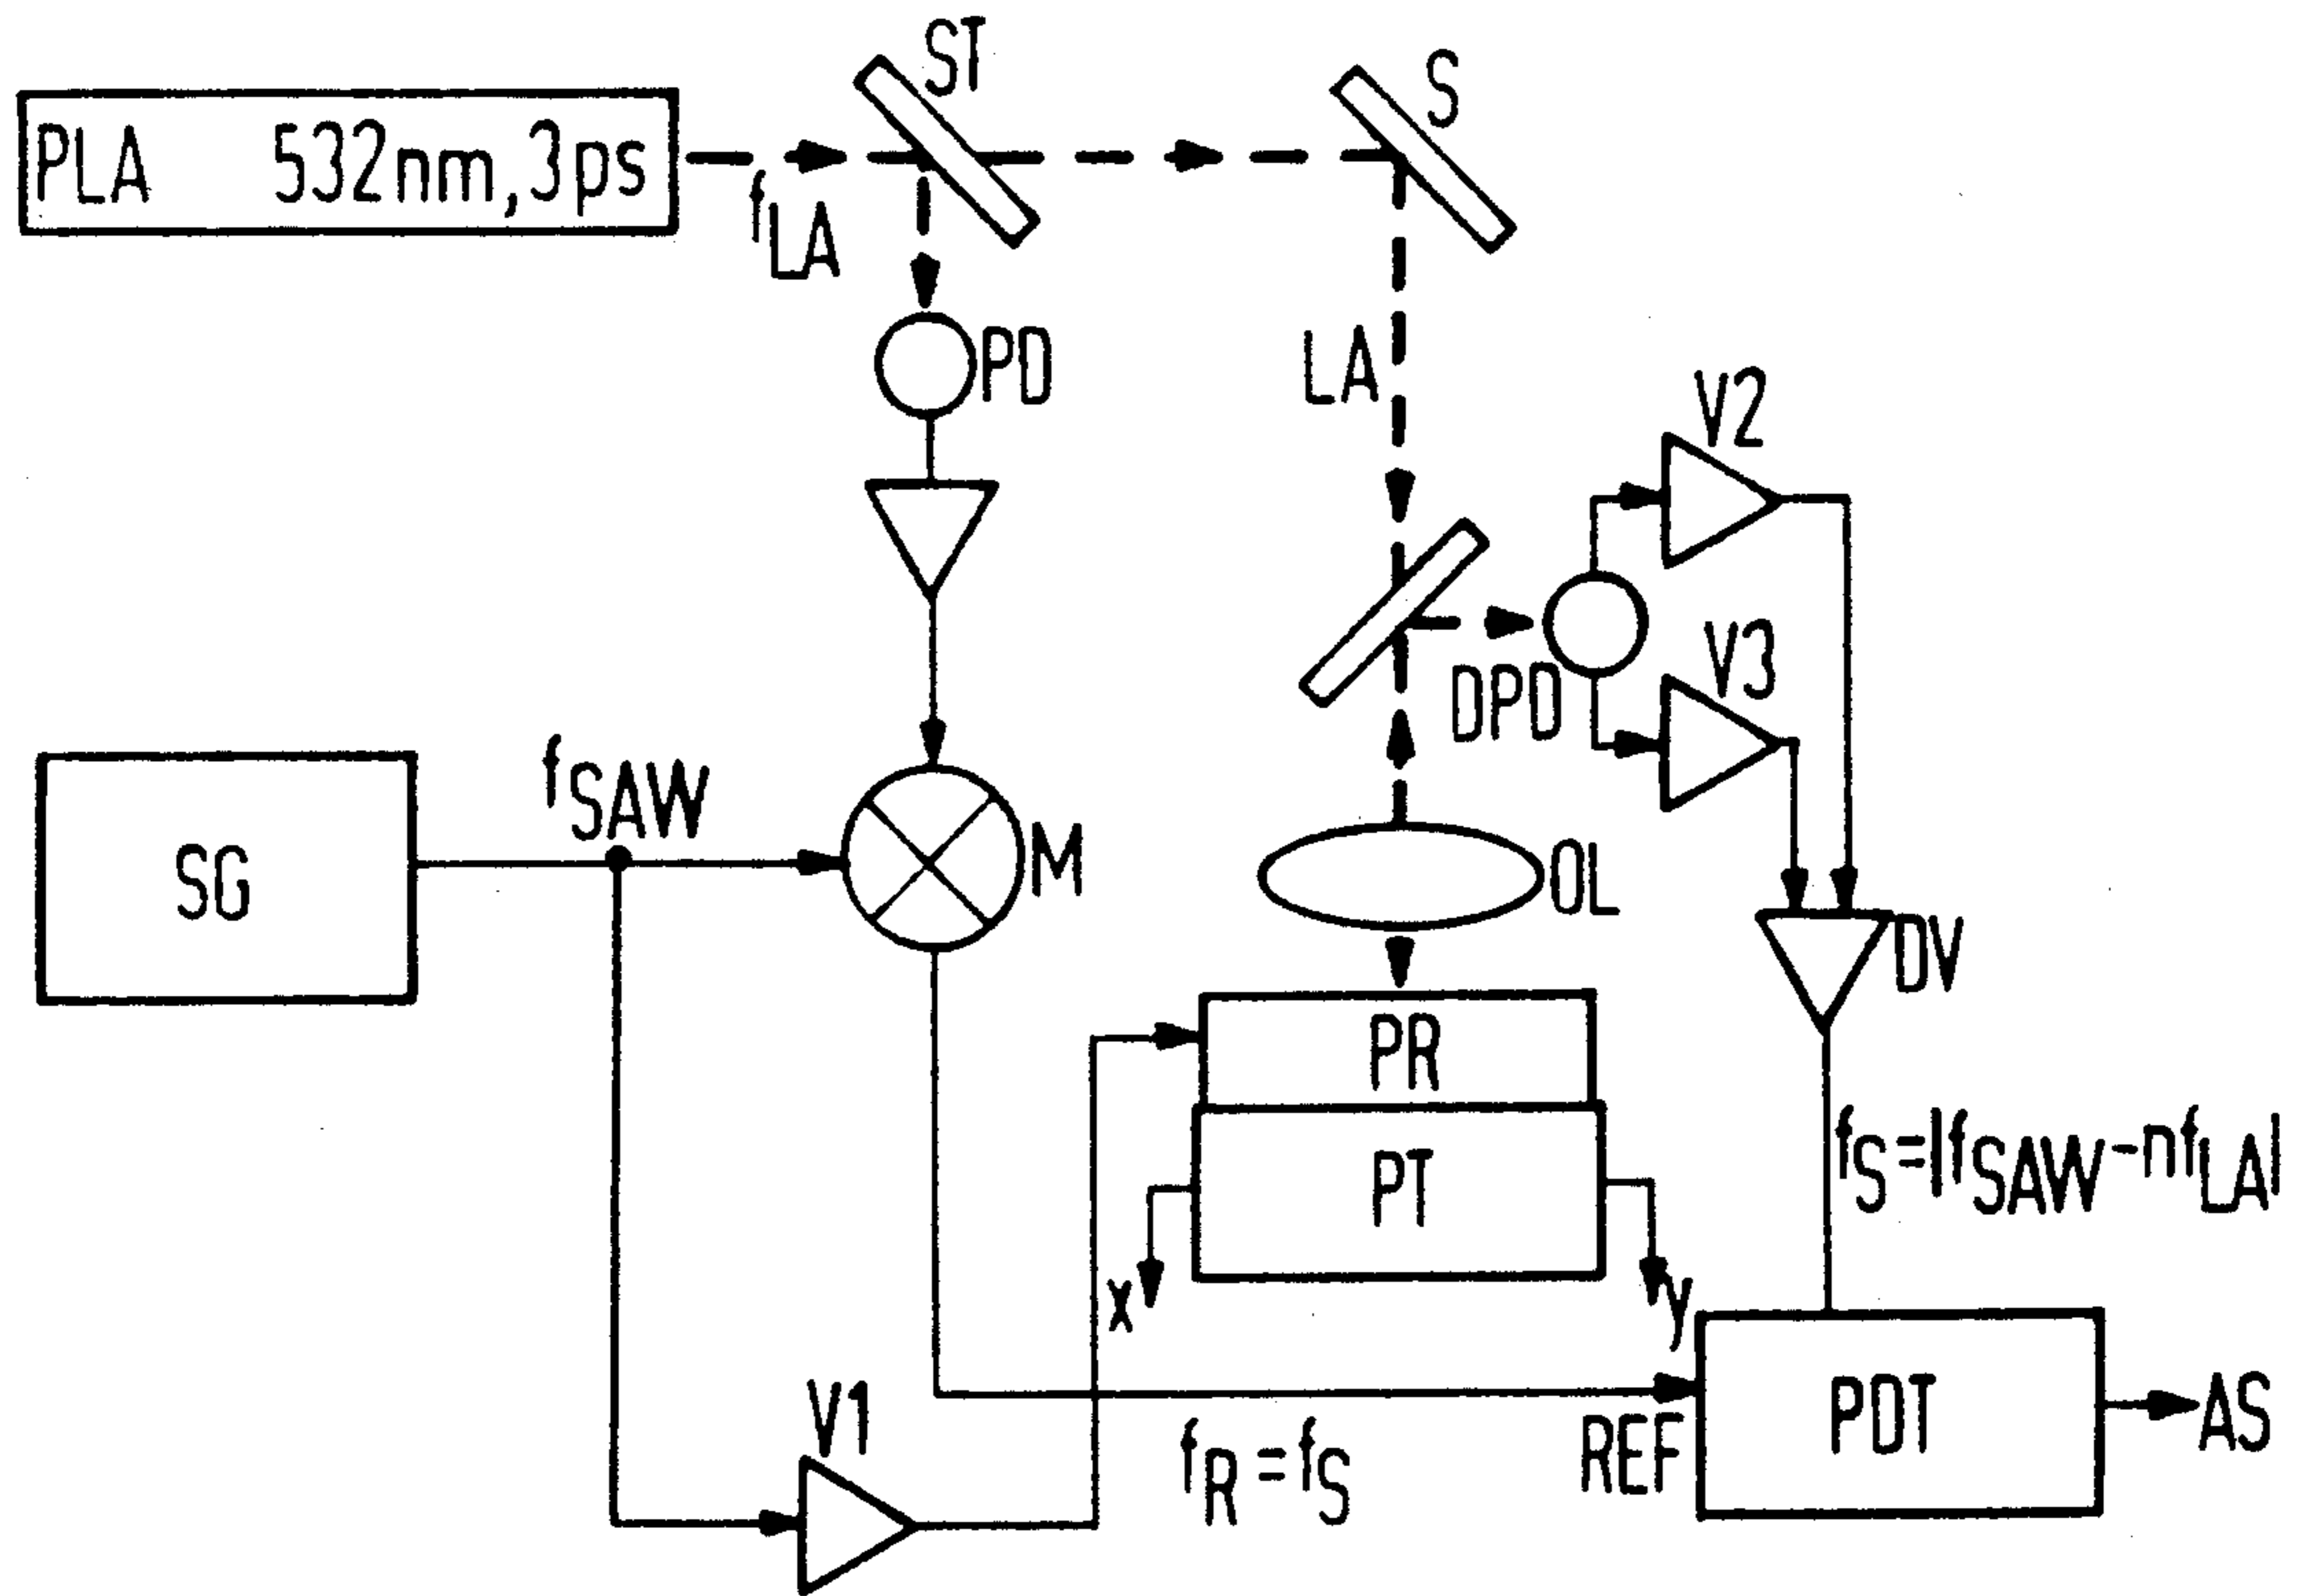 ST
S
PLA 532nm, 3ps
fLA
PD
LA
V2
V3
DPD
fSAW
SG
M
OL
DV
PR
PT
fS=|fSAW-nfLA|
x
y
V1
fR=fS
REF
PDT
AS